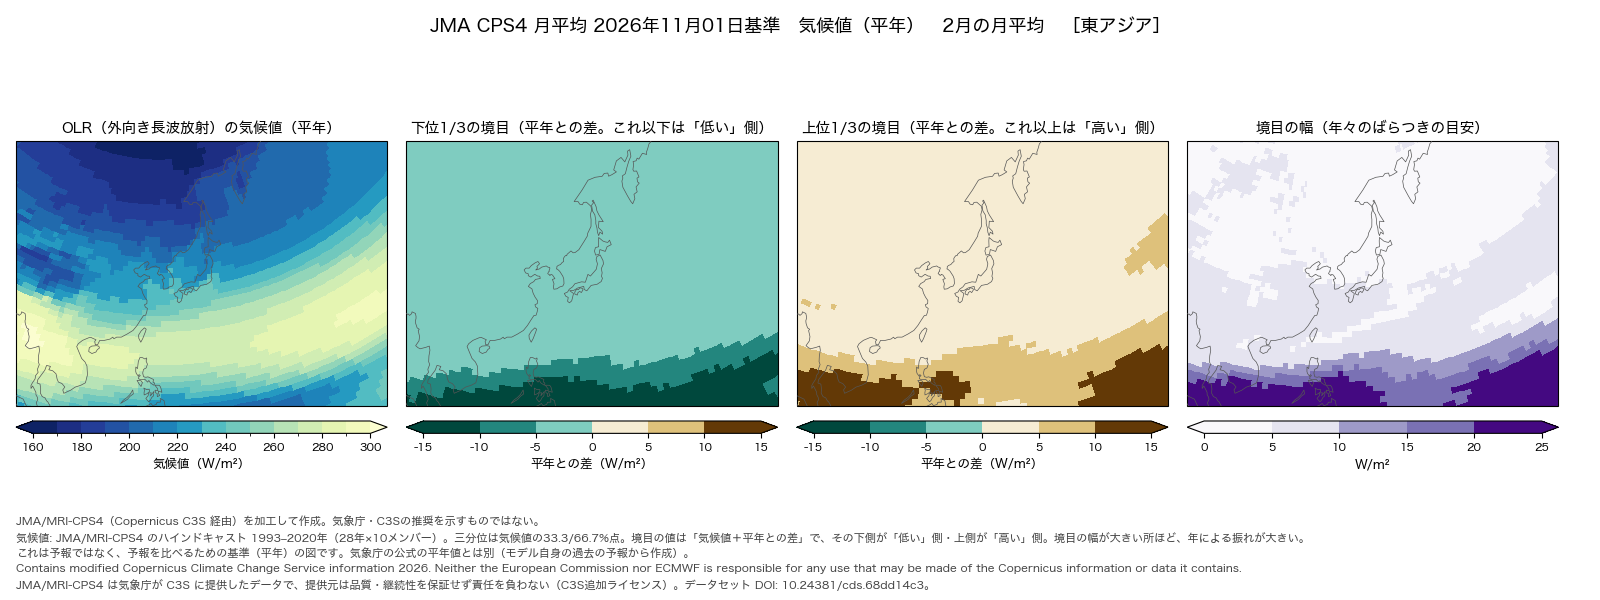 JMA CPS4 月平均 2026年11月01日基準　気候値（平年）　2月の月平均　［東アジア］
OLR（外向き長波放射）の気候値（平年）
下位1/3の境目（平年との差。これ以下は「低い」側）
上位1/3の境目（平年との差。これ以上は「高い」側）
境目の幅（年々のばらつきの目安）
160 180 200 220 240 260 280 300
気候値（W/m²）
-15 -10 -5 0 5 10 15
平年との差（W/m²）
-15 -10 -5 0 5 10 15
平年との差（W/m²）
0 5 10 15 20 25
W/m²
JMA/MRI-CPS4（Copernicus C3S 経由）を加工して作成。気象庁・C3Sの推奨を示すものではない。
気候値: JMA/MRI-CPS4 のハインドキャスト 1993–2020年（28年×10メンバー）。三分位は気候値の33.3/66.7%点。境目の値は「気候値＋平年との差」で、その下側が「低い」側・上側が「高い」側。境目の幅が大きい所ほど、年による振れが大きい。
これは予報ではなく、予報を比べるための基準（平年）の図です。気象庁の公式の平年値とは別（モデル自身の過去の予報から作成）。
Contains modified Copernicus Climate Change Service information 2026. Neither the European Commission nor ECMWF is responsible for any use that may be made of the Copernicus information or data it contains.
JMA/MRI-CPS4 は気象庁が C3S に提供したデータで、提供元は品質・継続性を保証せず責任を負わない（C3S追加ライセンス）。データセット DOI: 10.24381/cds.68dd14c3。